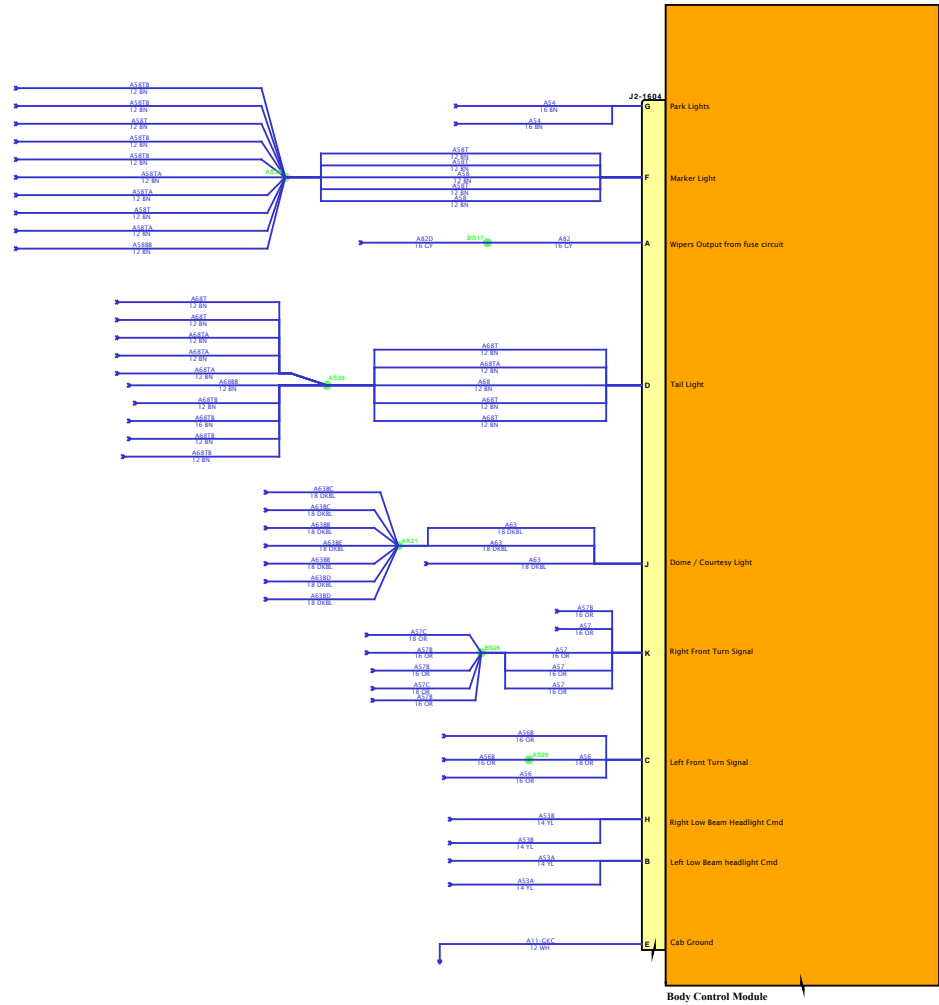 J2-1604
A54
16 BN
G
Park Lights
A54
16 BN
A58TB
12 BN
A58TB
12 BN
A58T
12 BN
A58TB
12 BN
A58TB
12 BN
A58TA
12 BN
A58TA
12 BN
A58T
12 BN
A58TA
12 BN
A58BB
12 BN
A58T
12 BN
A58T
12 BN
A58
12 BN
A58T
12 BN
A58
12 BN
F
Marker Light
A82D
16 GY
DS17
A82
16 GY
A
Wipers Output from fuse circuit
A68T
12 BN
A68T
12 BN
A68TA
12 BN
A68TA
12 BN
A68TA
12 BN
A68BB
12 BN
A68TB
12 BN
A68TB
16 BN
A68TB
12 BN
A68TB
12 BN
AS59
A68T
12 BN
A68TA
12 BN
A68
12 BN
A68T
12 BN
A68T
12 BN
D
Tail Light
A63BC
18 DKBL
A63BC
18 DKBL
A63BB
18 DKBL
A63BE
18 DKBL
A63BB
18 DKBL
A63BD
18 DKBL
A63BD
18 DKBL
AS21
A63
18 DKBL
A63
18 DKBL
A63
18 DKBL
J
Dome / Courtesy Light
A57B
16 OR
A57
16 OR
A57C
18 OR
A57B
16 OR
A57B
16 OR
A57C
18 OR
A57B
16 OR
A57
16 OR
A57
16 OR
A57
16 OR
K
Right Front Turn Signal
A56B
16 OR
A56B
16 OR
AS26
A56
18 OR
A56
16 OR
C
Left Front Turn Signal
A53B
14 YL
H
Right Low Beam Headlight Cmd
A53B
14 YL
A53A
14 YL
B
Left Low Beam headlight Cmd
A53A
14 YL
A11-GKC
12 WH
E
Cab Ground
Body Control Module